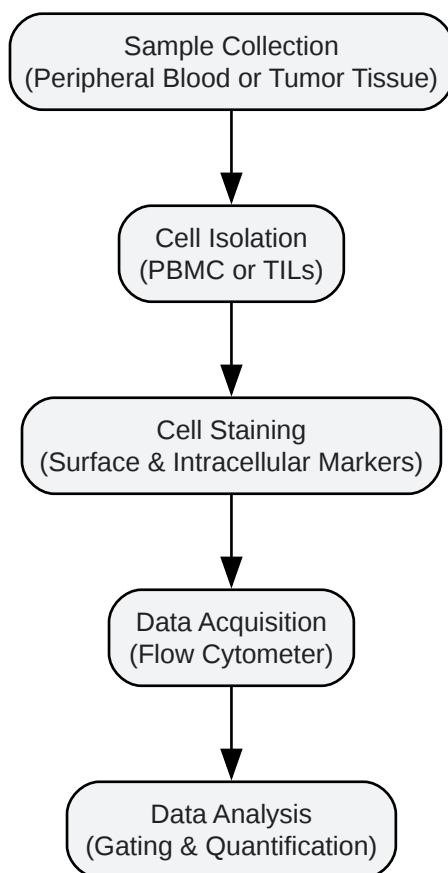 Sample Collection
(Peripheral Blood or Tumor Tissue)
Cell Isolation
(PBMC or TILs)
Cell Staining
(Surface & Intracellular Markers)
Data Acquisition
(Flow Cytometer)
Data Analysis
(Gating & Quantification)